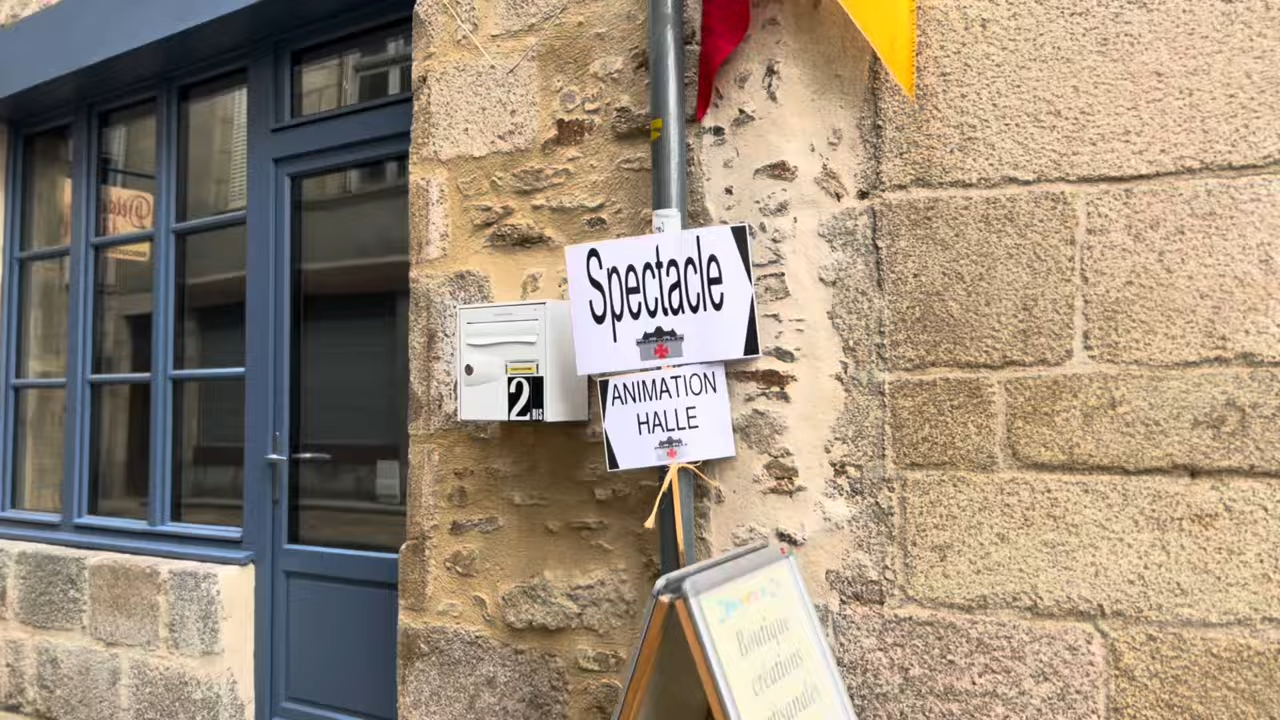 Spectacle
ANIMATION
HALLE
2 BIS
Boutique
créations